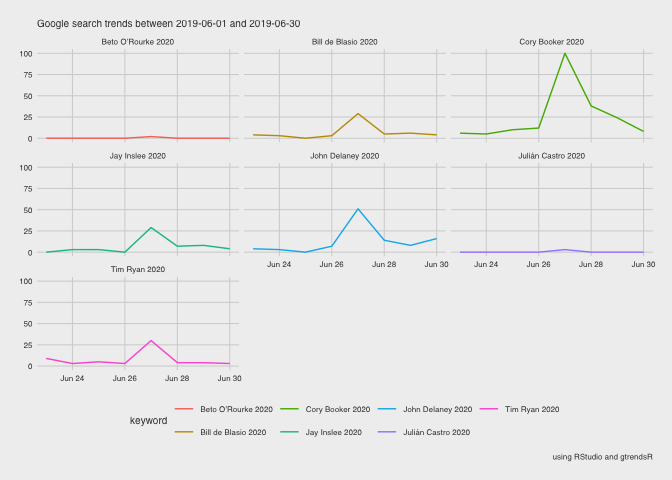 Google search trends between 2019-06-01 and 2019-06-30
Beto O'Rourke 2020
Bill de Blasio 2020
Cory Booker 2020
100
75
50
25
0
Jay Inslee 2020
John Delaney 2020
Julián Castro 2020
100
75
50
25
0
Jun 24 Jun 26 Jun 28 Jun 30
Jun 24 Jun 26 Jun 28 Jun 30
Tim Ryan 2020
100
75
50
25
0
Jun 24 Jun 26 Jun 28 Jun 30
keyword
Beto O'Rourke 2020 Cory Booker 2020 John Delaney 2020 Tim Ryan 2020
Bill de Blasio 2020 Jay Inslee 2020 Julián Castro 2020
using RStudio and gtrendsR